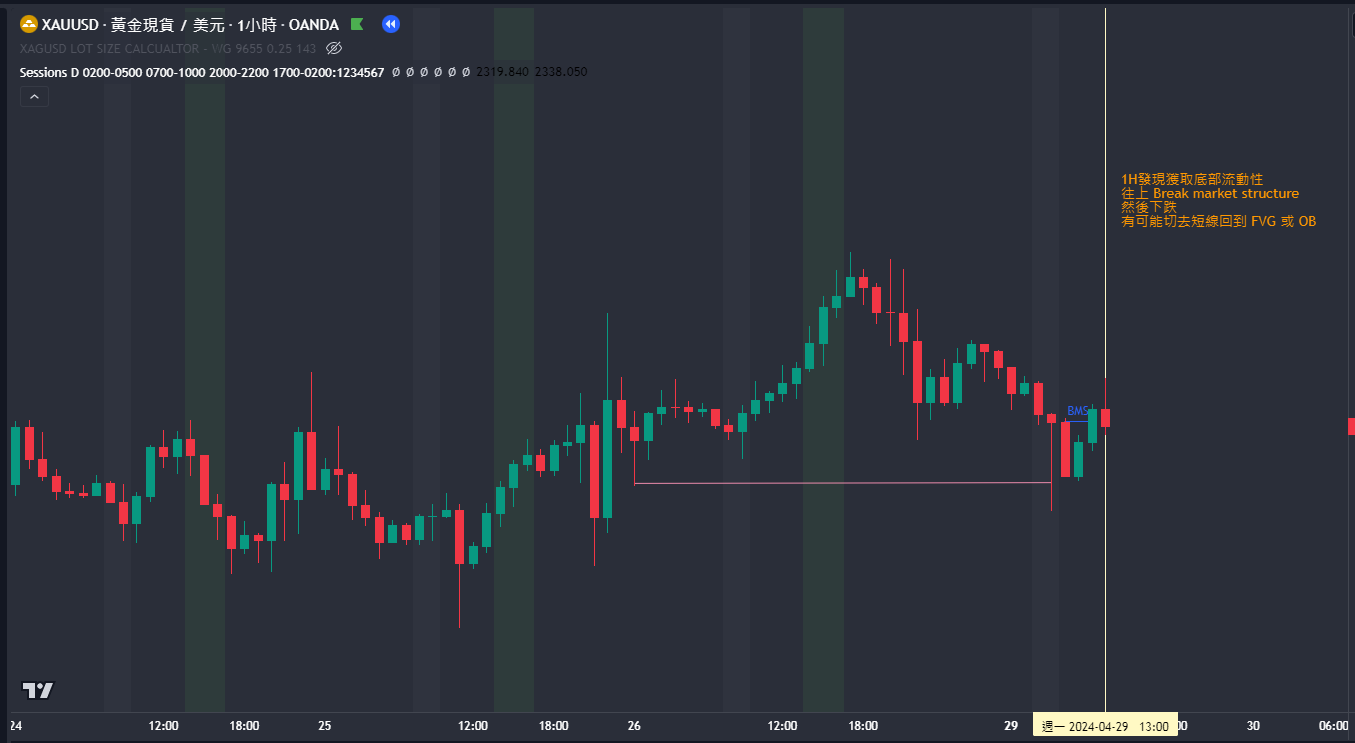 XAUUSD · 黃金現貨 / 美元 · 1小時 · OANDA
XAGUSD LOT SIZE CALCUALTOR - WG 9655 0.25 143
Sessions D 0200-0500 0700-1000 2000-2200 1700-0200:1234567 Ø Ø Ø Ø Ø Ø 2319.840 2338.050
1H發現獲取底部流動性
往上 Break market structure
然後下跌
有可能切去短線回到 FVG 或 OB
BMS
24 12:00 18:00 25 12:00 18:00 26 12:00 18:00 29 週一 2024-04-29 13:00 30 06:00